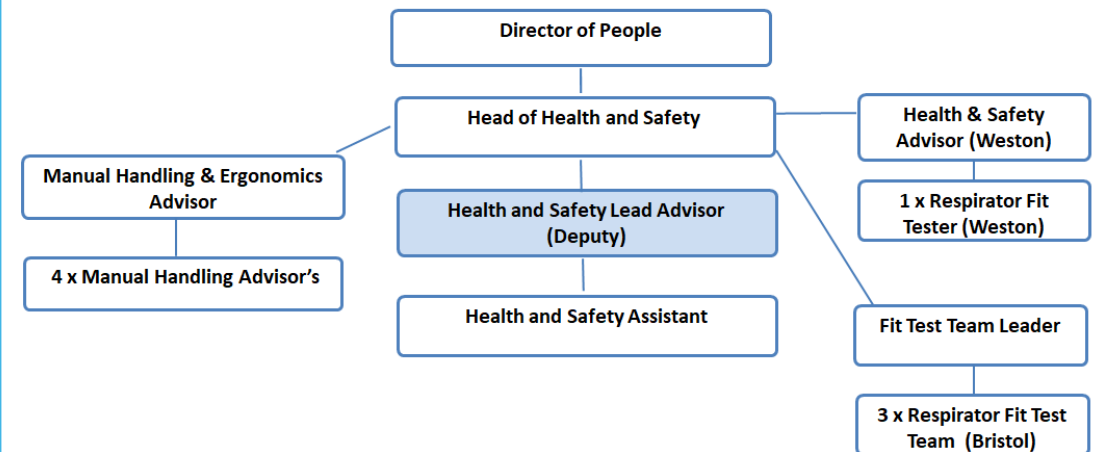 Director of People
Head of Health and Safety
Health & Safety
Advisor (Weston)
Manual Handling & Ergonomics
Advisor
Health and Safety Lead Advisor
(Deputy)
1 x Respirator Fit
Tester (Weston)
4 x Manual Handling Advisor's
Health and Safety Assistant
Fit Test Team Leader
3 x Respirator Fit Test
Team (Bristol)